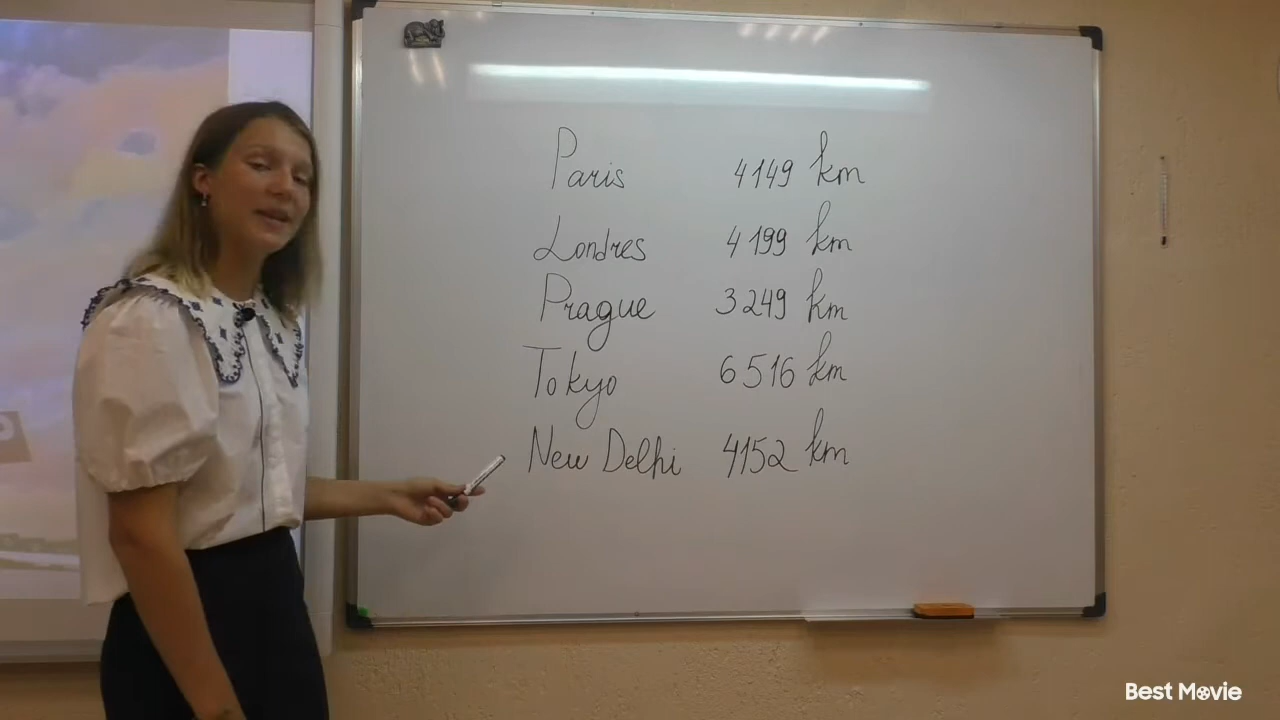 Paris 4149 km
Londres 4199 km
Prague 3249 km
Tokyo 6516 km
New Delhi 4152 km
Best Movie